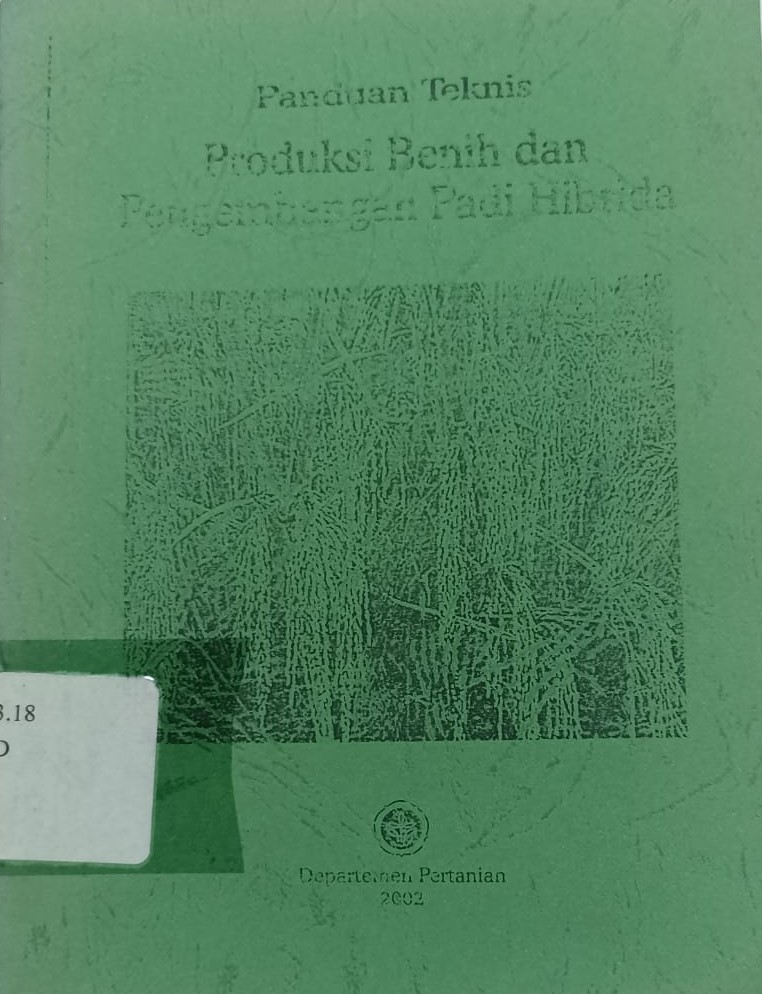 Panduan Teknis
Produksi Benih dan
Pengembangan Padi Hibrida
3.18
D
Departemen Pertanian
2002